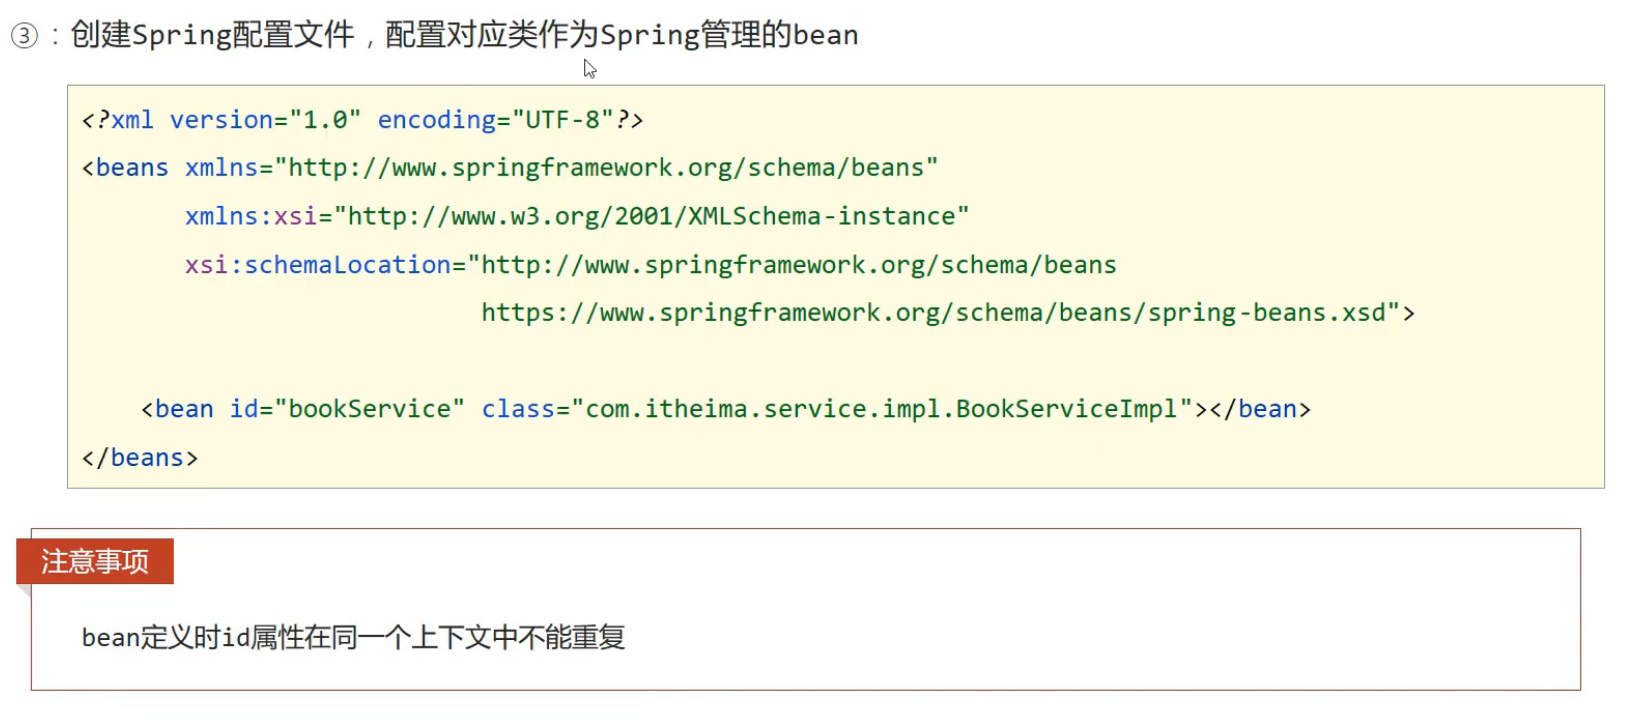 ③：创建Spring配置文件，配置对应类作为Spring管理的bean
<?xml version="1.0" encoding="UTF-8"?>
<beans xmlns="http://www.springframework.org/schema/beans"
xmlns:xsi="http://www.w3.org/2001/XMLSchema-instance"
xsi:schemaLocation="http://www.springframework.org/schema/beans
https://www.springframework.org/schema/beans/spring-beans.xsd">
<bean id="bookService" class="com.itheima.service.impl.BookServiceImpl"></bean>
</beans>
注意事项
bean定义时id属性在同一个上下文中不能重复